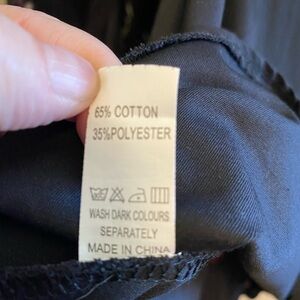 65% COTTON
35%POLYESTER
WASH DARK COLOURS
SEPARATELY
MADE IN CHINA